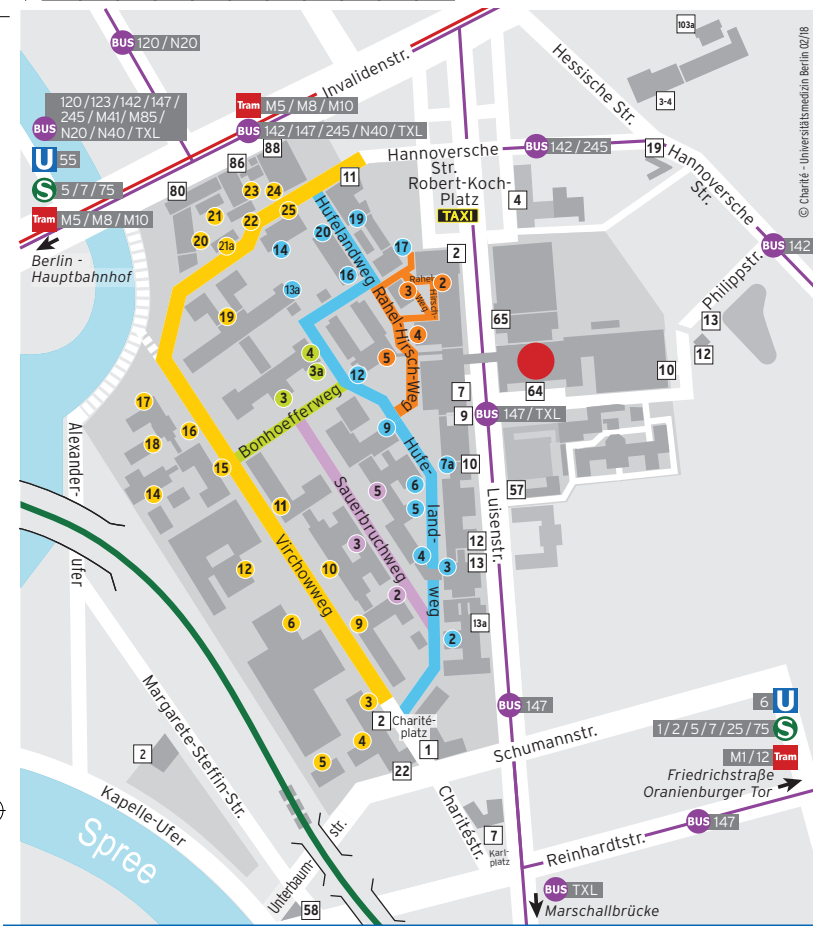 BUS 120 / N20
103a
Hessische Str.
3-4
Invalidenstr.
120 / 123 / 142 / 147 /
245 / M41 / M85 /
N20 / N40 / TXL
BUS
Tram M5 / M8 / M10
BUS 142 / 147 / 245 / N40 / TXL
U 55
S 5 / 7 / 75
Tram M5 / M8 / M10
Berlin -
Hauptbahnhof
88
86
80
11
Hannoversche
Str.
Robert-Koch-
Platz
TAXI
BUS 142 / 245
19
Hannoversche
Str.
4
2
BUS 142
Philippstr.
© Charité - Universitätsmedizin Berlin 02/18
23
24
25
22
21
20
21a
19
Hufelandweg
19
20
14
16
13a
17
Rahel-
Hirsch-
weg
3
2
4
5
Rahel-Hirsch-Weg
65
64
13
12
10
7
9
BUS 147 / TXL
4
3a
3
12
Bonhoefferweg
9
Hufe-
land-
weg
7a
10
6
5
4
3
2
57
12
13
13a
Luisenstr.
17
16
18
15
14
11
12
10
6
9
3
4
5
Virchowweg
Sauerbruchweg
5
3
2
Alexander-
ufer
2
Charité-
platz
1
22
BUS 147
Schumannstr.
6 U
1 / 2 / 5 / 7 / 25 / 75 S
M1 / 12 Tram
Friedrichstraße
Oranienburger Tor
Margarete-Steffin-Str.
2
Kapelle-Ufer
Spree
Unterbaum-
str.
58
Charitéstr.
7
Karl-
platz
Reinhardtstr.
BUS 147
BUS TXL
Marschallbrücke